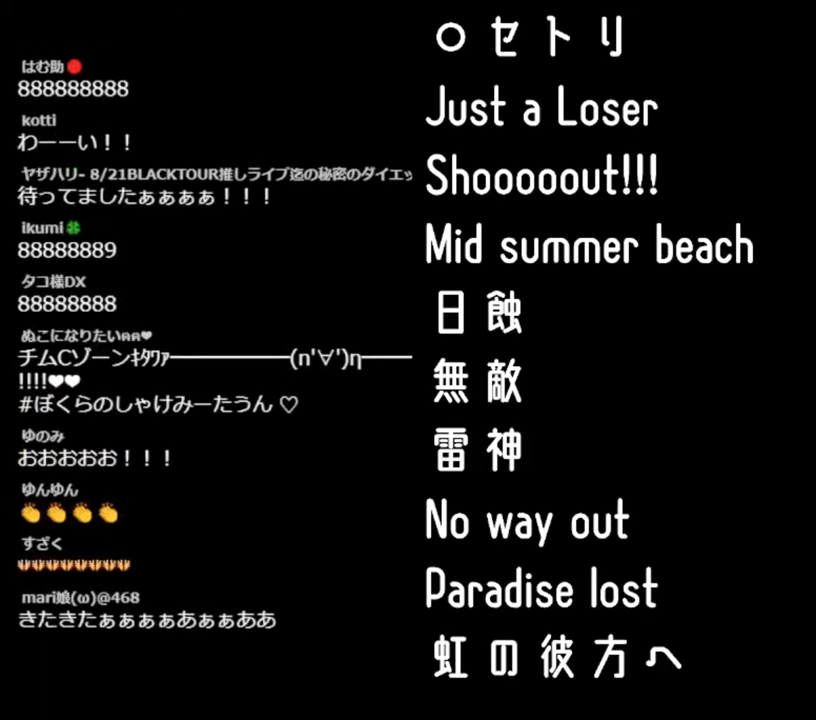 はむ助🔴
888888888
kotti
わーーい！！
ヤザハリ- 8/21BLACKTOUR推しライブ迄の秘密のダイエッ
待ってましたぁぁぁぁ！！！
ikumi🍀
88888889
タコ様DX
88888888
ぬこになりたいฅฅ❤
チムCゾーンｷﾀﾜｧ━━━━━━(n'∀')η━━━
!!!!❤❤
#ぼくらのしゃけみーたうん ♡
ゆのみ
おおおおお！！！
ゆんゆん
👏👏👏👏
すざく
mari娘(ω)@468
きたきたぁぁぁぁあぁぁああ
〇セトリ
Just a Loser
Shoooooout!!!
Mid summer beach
日蝕
無敵
雷神
No way out
Paradise lost
虹の彼方へ